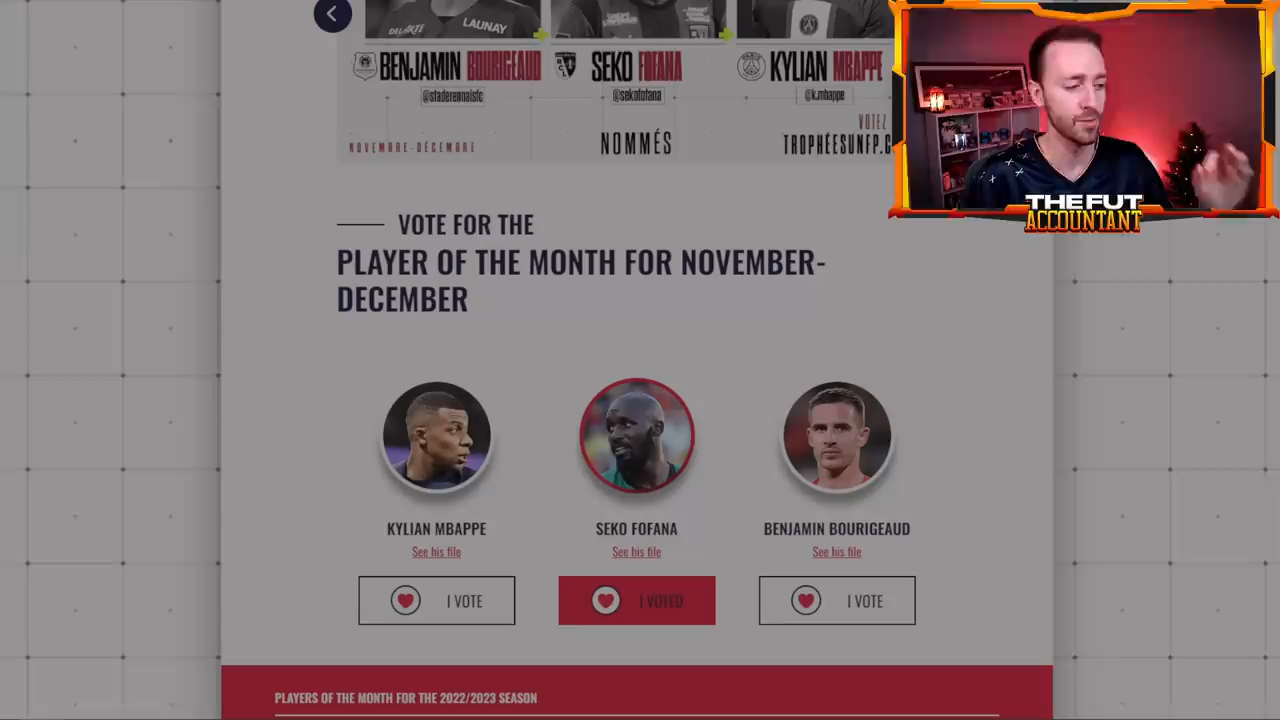 DELARTE
LAUNAY
BENJAMIN BOURIGEAUD
SEKO FOFANA
KYLIAN MBAPPE
@staderennaisfc
@sekofofana
@k.mbappe
NOVEMBRE-DÉCEMBRE
NOMMÉS
VOTEZ
TROPHÉESUNFP.C
THE FUT
ACCOUNTANT
VOTE FOR THE
PLAYER OF THE MONTH FOR NOVEMBER-
DECEMBER
KYLIAN MBAPPE
SEKO FOFANA
BENJAMIN BOURIGEAUD
See his file
See his file
See his file
I VOTE
I VOTED
I VOTE
PLAYERS OF THE MONTH FOR THE 2022/2023 SEASON